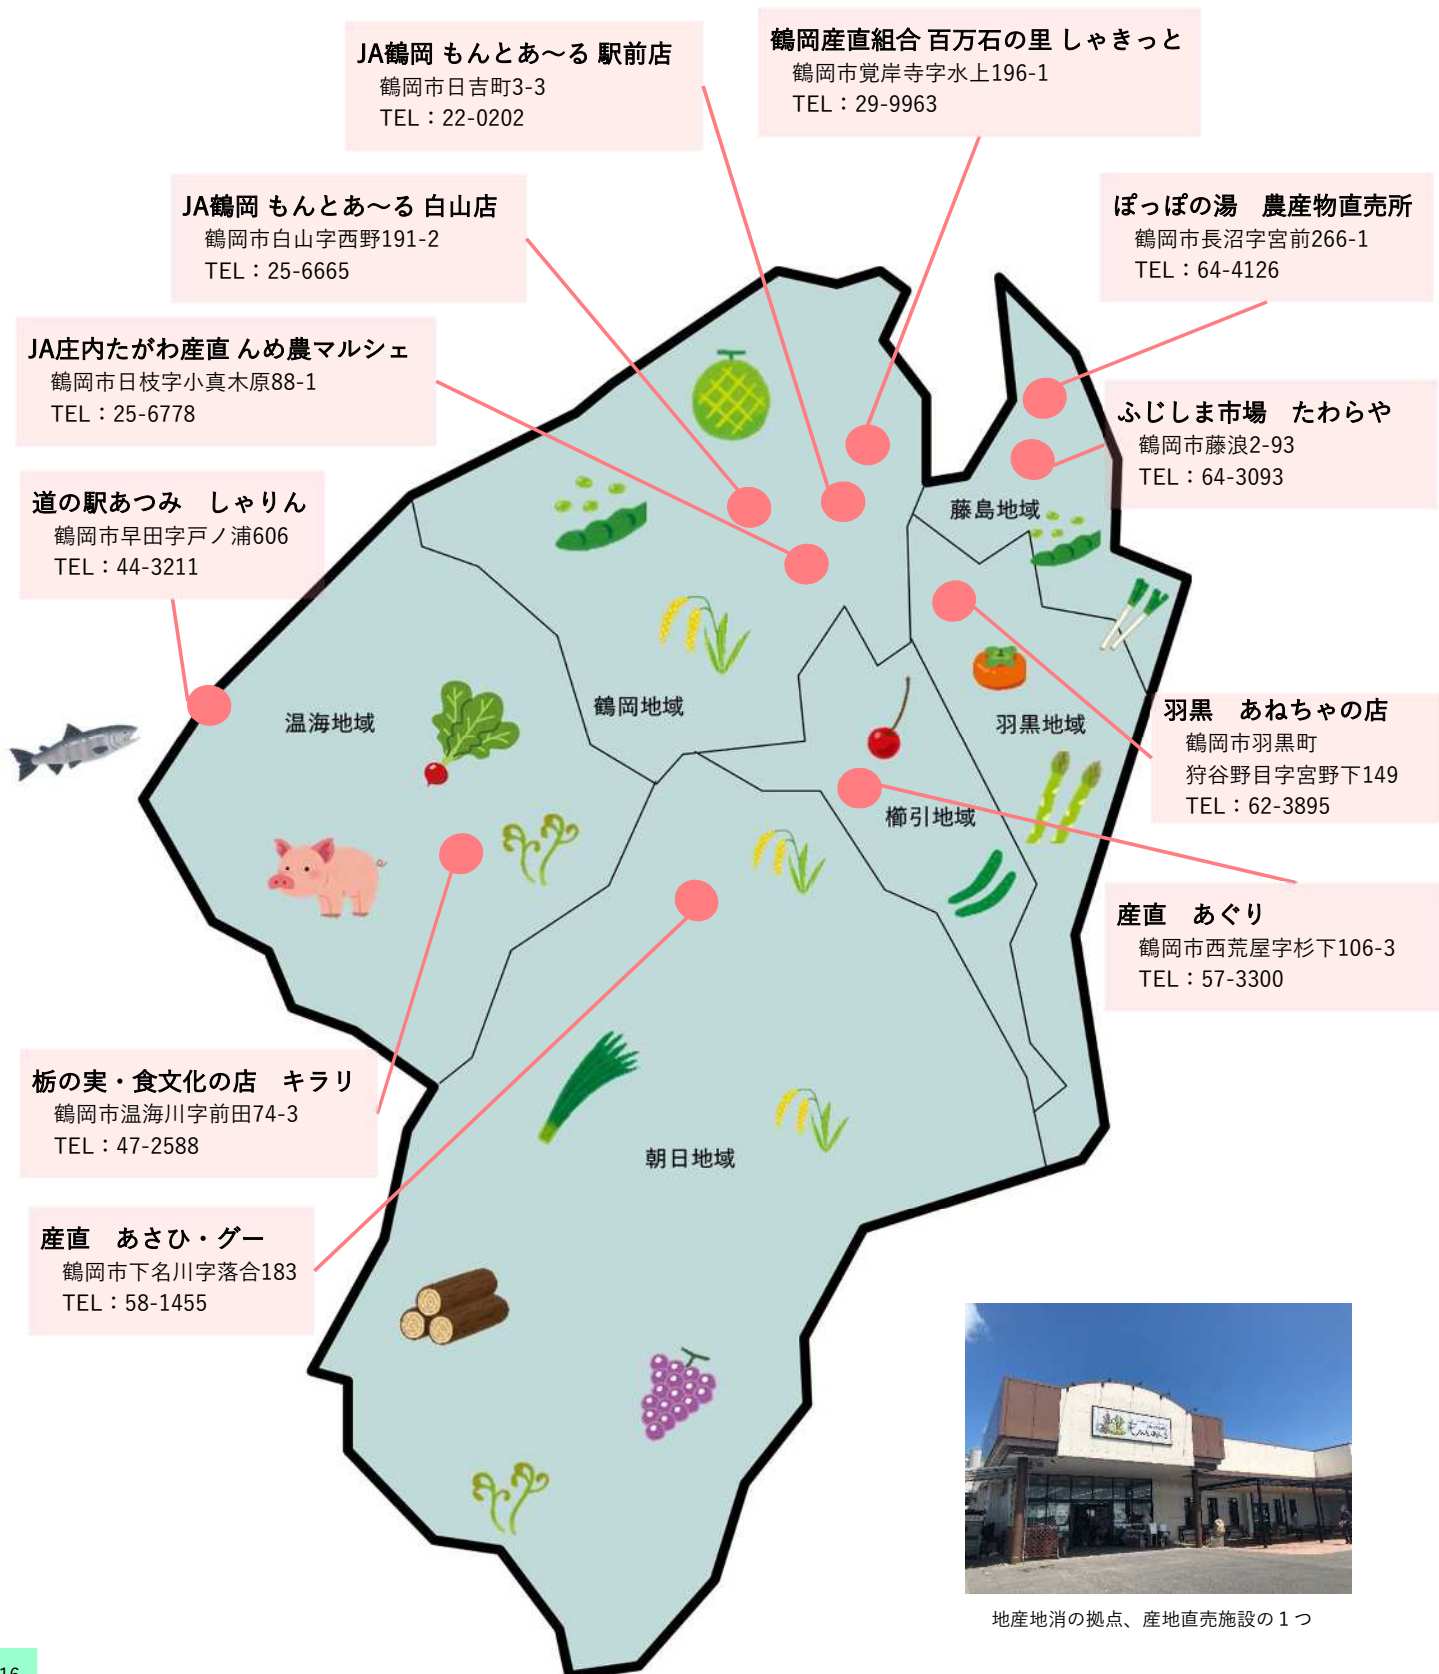 JA鶴岡 もんとあ～る 駅前店
鶴岡市日吉町3-3
TEL：22-0202
鶴岡産直組合 百万石の里 しゃきっと
鶴岡市覚岸寺字水上196-1
TEL：29-9963
JA鶴岡 もんとあ～る 白山店
鶴岡市白山字西野191-2
TEL：25-6665
ぽっぽの湯　農産物直売所
鶴岡市長沼字宮前266-1
TEL：64-4126
JA庄内たがわ産直 んめ農マルシェ
鶴岡市日枝字小真木原88-1
TEL：25-6778
ふじしま市場　たわらや
鶴岡市藤浪2-93
TEL：64-3093
道の駅あつみ　しゃりん
鶴岡市早田字戸ノ浦606
TEL：44-3211
藤島地域
温海地域
鶴岡地域
羽黒地域
櫛引地域
羽黒　あねちゃの店
鶴岡市羽黒町
狩谷野目字宮野下149
TEL：62-3895
産直　あぐり
鶴岡市西荒屋字杉下106-3
TEL：57-3300
栃の実・食文化の店　キラリ
鶴岡市温海川字前田74-3
TEL：47-2588
朝日地域
産直　あさひ・グー
鶴岡市下名川字落合183
TEL：58-1455
もんとあ～る
地産地消の拠点、産地直売施設の１つ
16